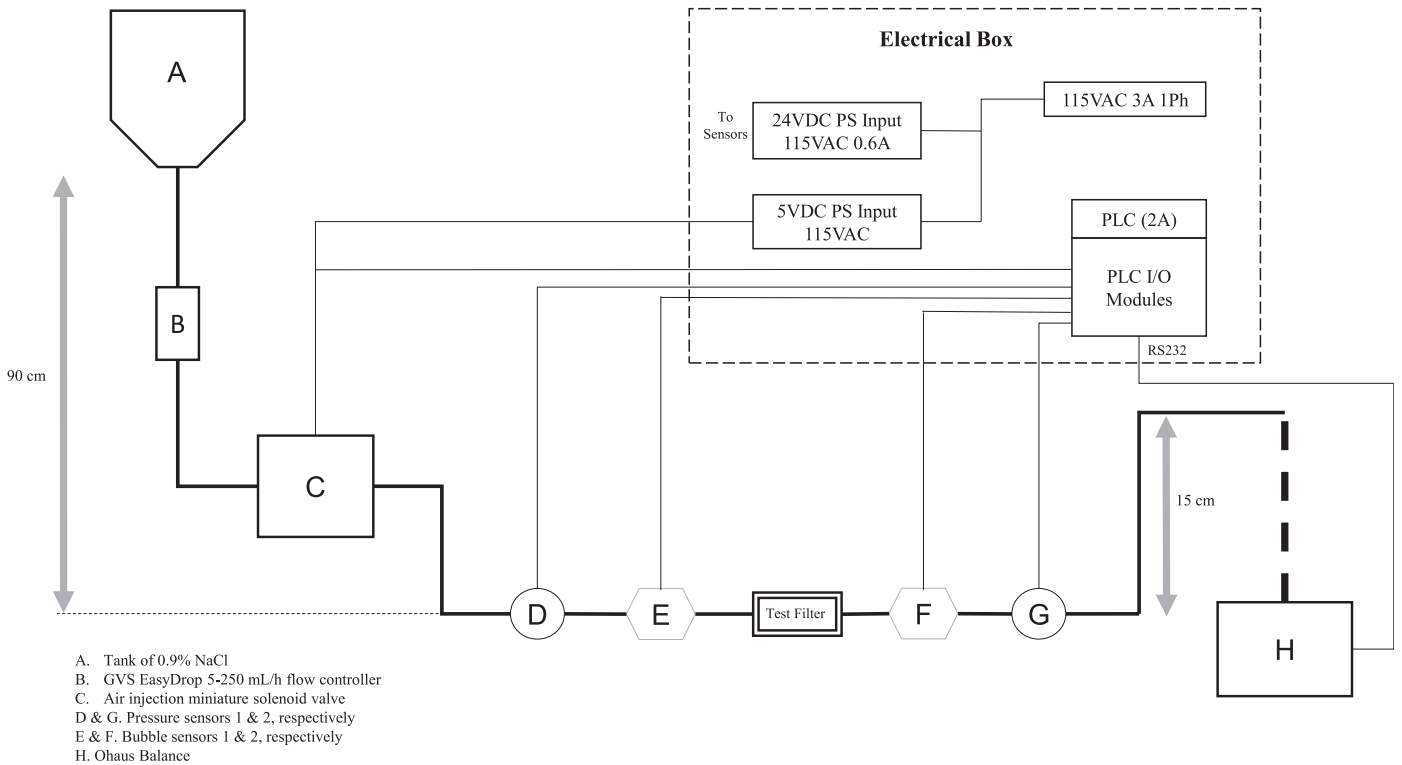 A
Electrical Box
To
Sensors
24VDC PS Input
115VAC 0.6A
115VAC 3A 1Ph
5VDC PS Input
115VAC
PLC (2A)
PLC I/O
Modules
RS232
B
90 cm
C
15 cm
D
E
Test Filter
F
G
H
A. Tank of 0.9% NaCl
B. GVS EasyDrop 5-250 mL/h flow controller
C. Air injection miniature solenoid valve
D & G. Pressure sensors 1 & 2, respectively
E & F. Bubble sensors 1 & 2, respectively
H. Ohaus Balance